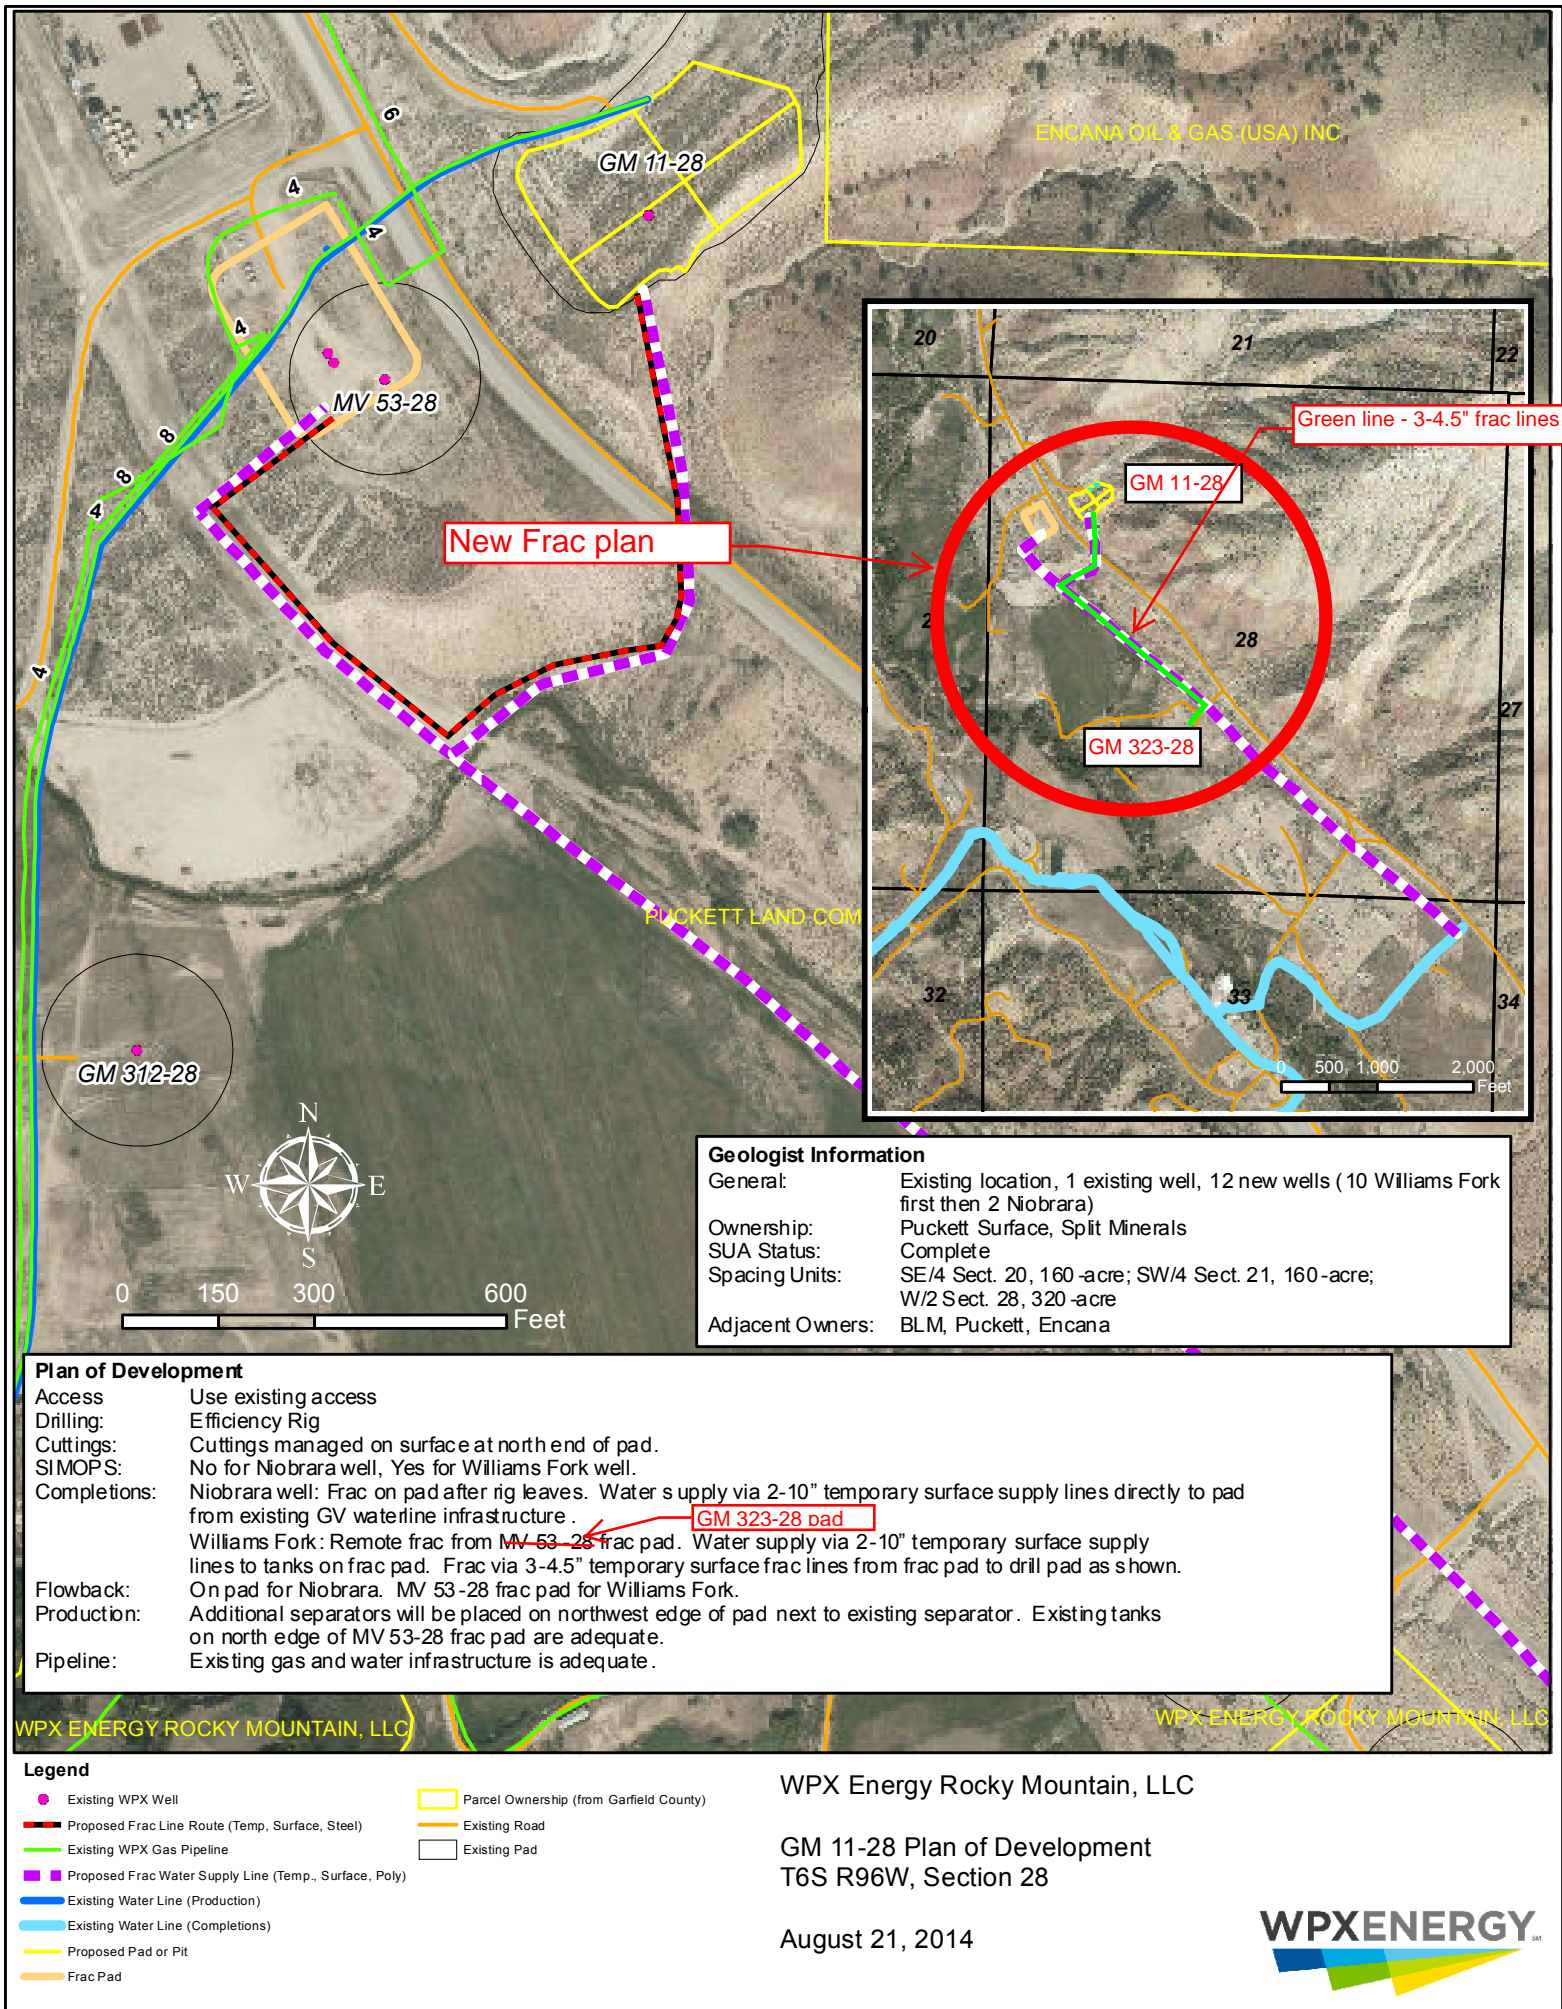 6
4
4
GM 11-28
ENCANA OIL & GAS (USA) INC
4
MV 53-28
8
8
4
4
New Frac plan
PUCKETT LAND COM
GM 312-28
20
21
22
Green line - 3-4.5" frac lines
GM 11-28
2
28
27
GM 323-28
32
33
34
0 500 1,000 2,000
Feet
N
W E
S
0 150 300 600
Feet
Geologist Information
General: Existing location, 1 existing well, 12 new wells (10 Williams Fork
first then 2 Niobrara)
Ownership: Puckett Surface, Split Minerals
SUA Status: Complete
Spacing Units: SE/4 Sect. 20, 160-acre; SW/4 Sect. 21, 160-acre;
W/2 Sect. 28, 320-acre
Adjacent Owners: BLM, Puckett, Encana
Plan of Development
Access Use existing access
Drilling: Efficiency Rig
Cuttings: Cuttings managed on surface at north end of pad.
SIMOPS: No for Niobrara well, Yes for Williams Fork well.
Completions: Niobrara well: Frac on pad after rig leaves. Water supply via 2-10” temporary surface supply lines directly to pad
from existing GV waterline infrastructure.
GM 323-28 pad
Williams Fork: Remote frac from MV 53-28 frac pad. Water supply via 2-10” temporary surface supply
lines to tanks on frac pad. Frac via 3-4.5” temporary surface frac lines from frac pad to drill pad as shown.
Flowback: On pad for Niobrara. MV 53-28 frac pad for Williams Fork.
Production: Additional separators will be placed on northwest edge of pad next to existing separator. Existing tanks
on north edge of MV 53-28 frac pad are adequate.
Pipeline: Existing gas and water infrastructure is adequate.
WPX ENERGY ROCKY MOUNTAIN, LLC
WPX ENERGY ROCKY MOUNTAIN, LLC
Legend
Existing WPX Well
Proposed Frac Line Route (Temp, Surface, Steel)
Existing WPX Gas Pipeline
Proposed Frac Water Supply Line (Temp., Surface, Poly)
Existing Water Line (Production)
Existing Water Line (Completions)
Proposed Pad or Pit
Frac Pad
Parcel Ownership (from Garfield County)
Existing Road
Existing Pad
WPX Energy Rocky Mountain, LLC
GM 11-28 Plan of Development
T6S R96W, Section 28
August 21, 2014
WPXENERGY
SM